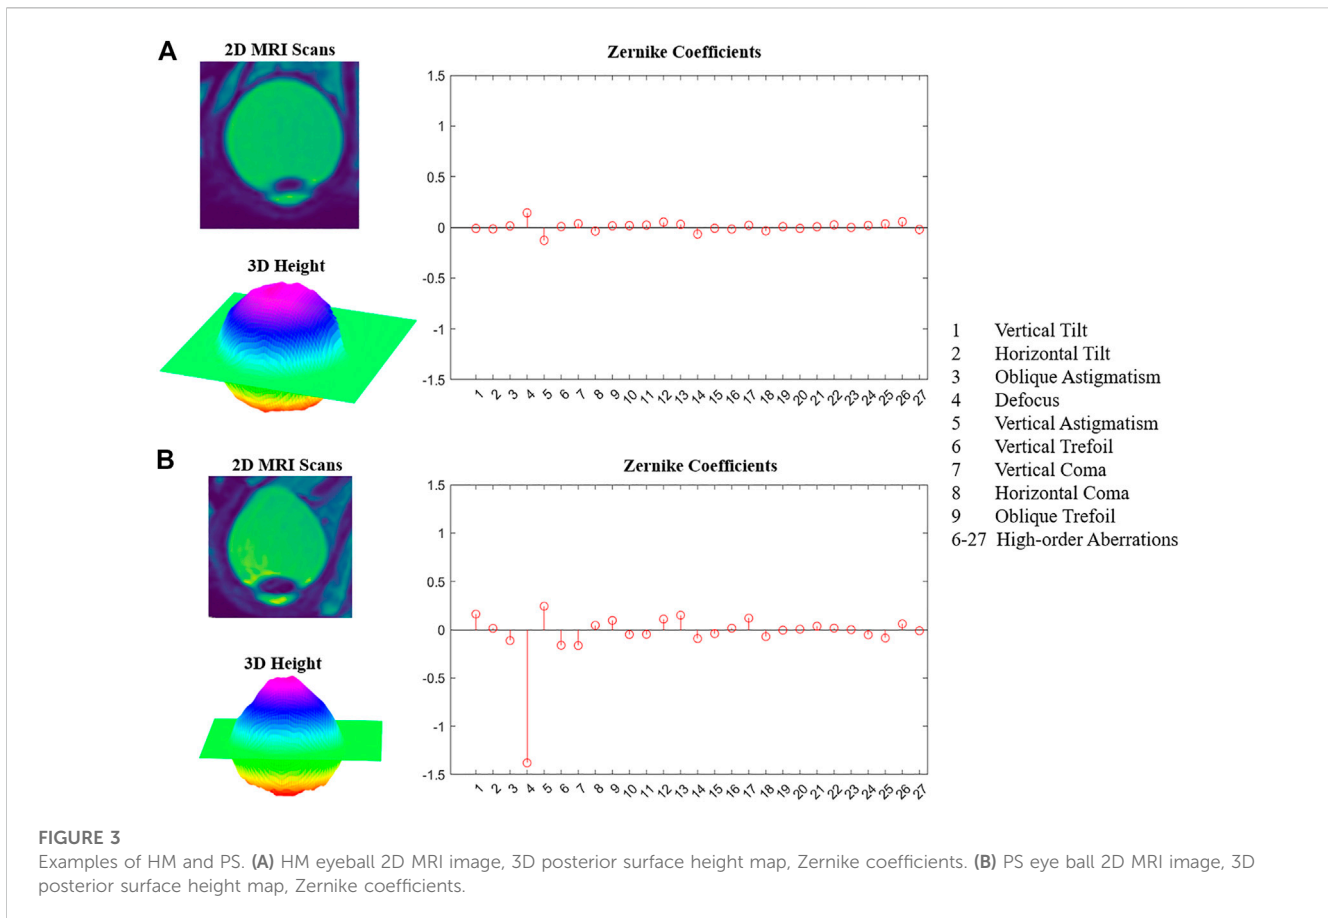 A
2D MRI Scans
Zernike Coefficients
1.5
1
0.5
0
-0.5
-1
-1.5
1 2 3 4 5 6 7 8 9 10 11 12 13 14 15 16 17 18 19 20 21 22 23 24 25 26 27
3D Height
B
2D MRI Scans
Zernike Coefficients
1.5
1
0.5
0
-0.5
-1
-1.5
1 2 3 4 5 6 7 8 9 10 11 12 13 14 15 16 17 18 19 20 21 22 23 24 25 26 27
3D Height
1 Vertical Tilt
2 Horizontal Tilt
3 Oblique Astigmatism
4 Defocus
5 Vertical Astigmatism
6 Vertical Trefoil
7 Vertical Coma
8 Horizontal Coma
9 Oblique Trefoil
6-27 High-order Aberrations
FIGURE 3
Examples of HM and PS. (A) HM eyeball 2D MRI image, 3D posterior surface height map, Zernike coefficients. (B) PS eye ball 2D MRI image, 3D
posterior surface height map, Zernike coefficients.